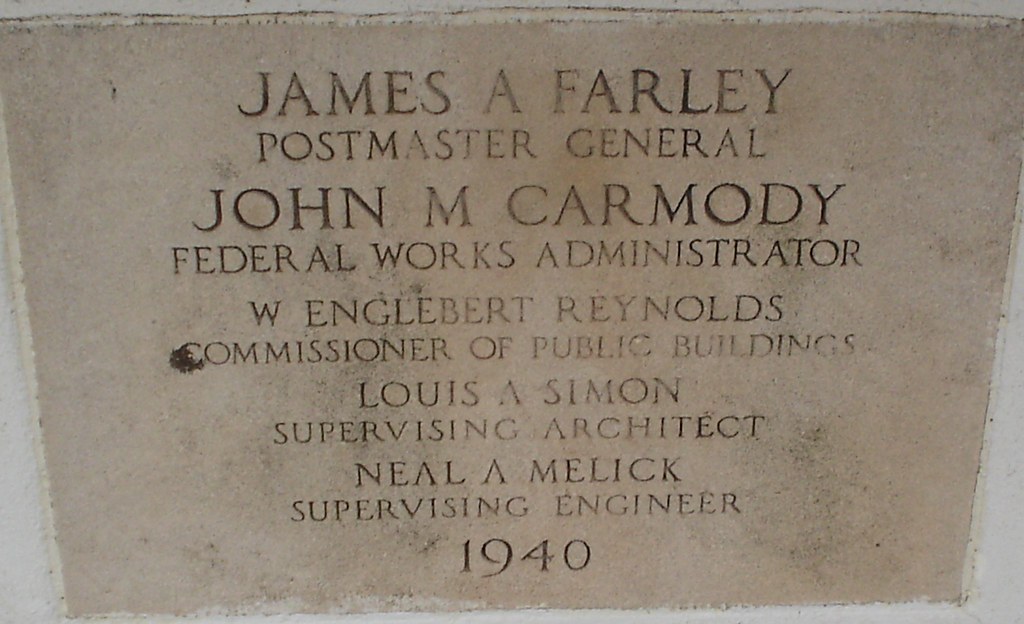 JAMES A FARLEY
POSTMASTER GENERAL
JOHN M CARMODY
FEDERAL WORKS ADMINISTRATOR
W ENGLEBERT REYNOLDS
COMMISSIONER OF PUBLIC BUILDINGS
LOUIS A SIMON
SUPERVISING ARCHITECT
NEAL A MELICK
SUPERVISING ENGINEER
1940